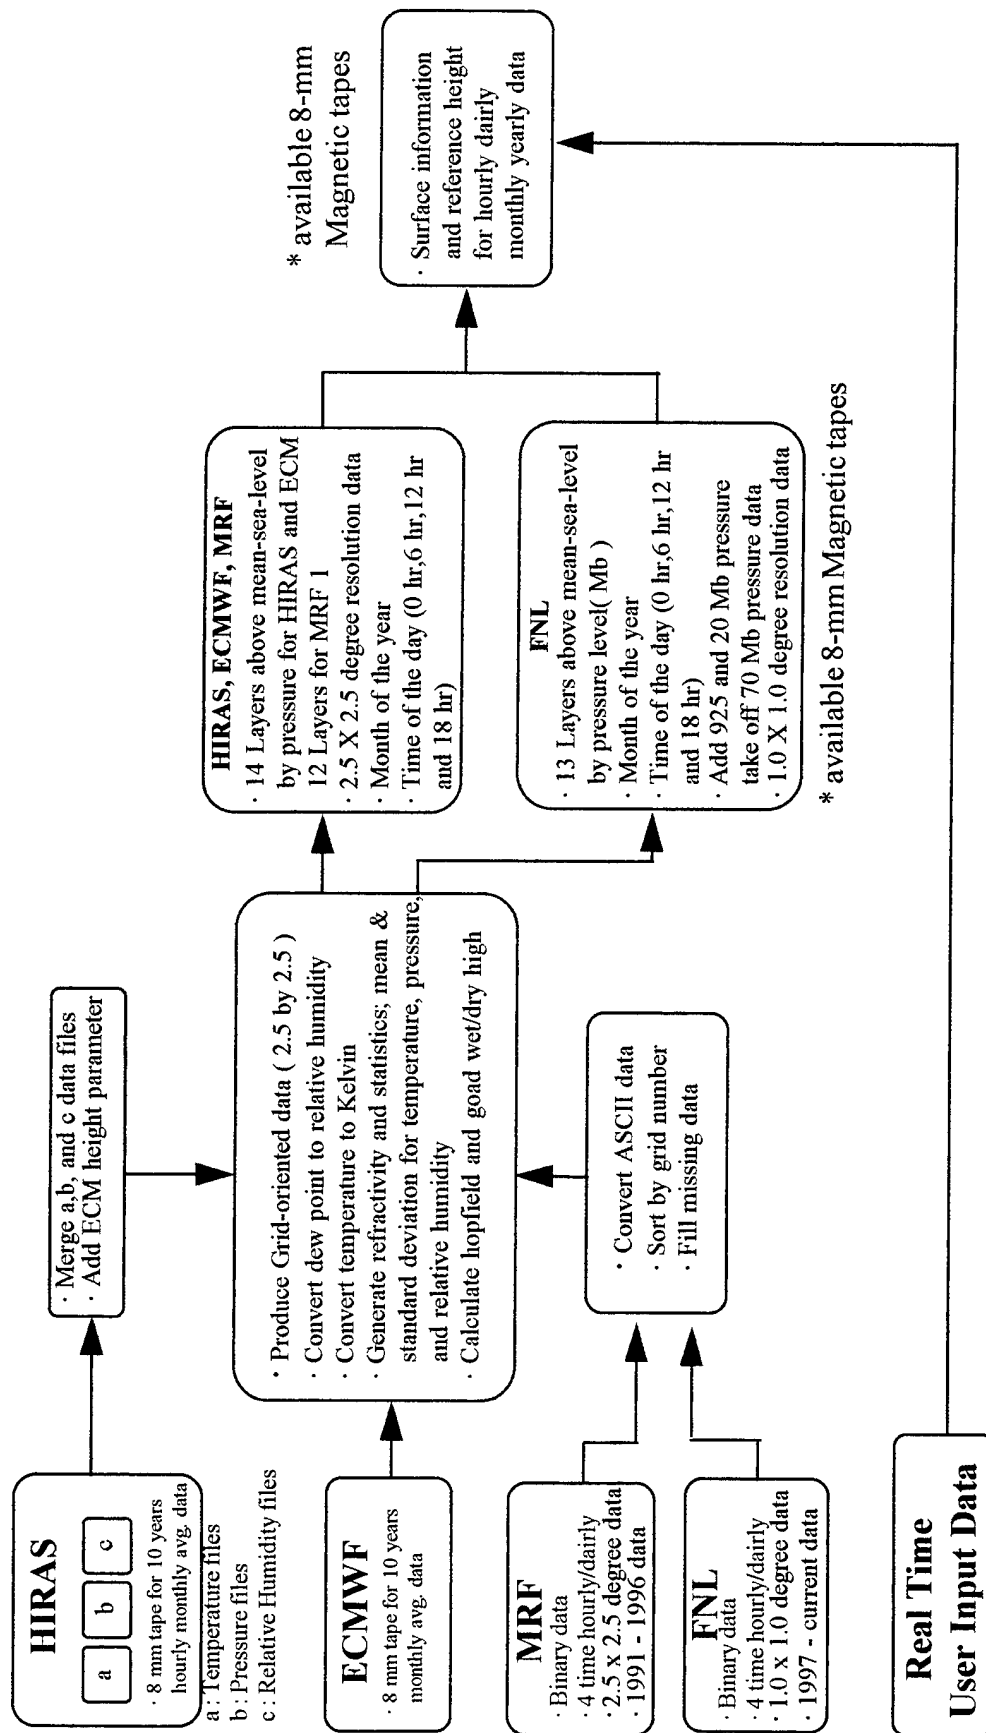 HIRAS
a
b
c
· 8 mm tape for 10 years
hourly monthly avg. data
a : Temperature files
b : Pressure files
c : Relative Humidity files
ECMWF
· 8 mm tape for 10 years
monthly avg. data
MRF
· Binary data
· 4 time hourly/dairly
· 2.5 x 2.5 degree data
· 1991 - 1996 data
FNL
· Binary data
· 4 time hourly/dairly
· 1.0 x 1.0 degree data
· 1997 - current data
Real Time
User Input Data
· Merge a,b, and c data files
· Add ECM height parameter
· Produce Grid-oriented data ( 2.5 by 2.5 )
· Convert dew point to relative humidity
· Convert temperature to Kelvin
· Generate refractivity and statistics; mean &
standard deviation for temperature, pressure,
and relative humidity
· Calculate hopfield and goad wet/dry high
· Convert ASCII data
· Sort by grid number
· Fill missing data
HIRAS, ECMWF, MRF
· 14 Layers above mean-sea-level
by pressure for HIRAS and ECM
12 Layers for MRF 1
· 2.5 X 2.5 degree resolution data
· Month of the year
· Time of the day (0 hr,6 hr,12 hr
and 18 hr)
FNL
· 13 Layers above mean-sea-level
by pressure level( Mb )
· Month of the year
· Time of the day (0 hr,6 hr,12 hr
and 18 hr)
· Add 925 and 20 Mb pressure
take off 70 Mb pressure data
· 1.0 X 1.0 degree resolution data
* available 8-mm Magnetic tapes
* available 8-mm
Magnetic tapes
· Surface information
and reference height
for hourly dairly
monthly yearly data